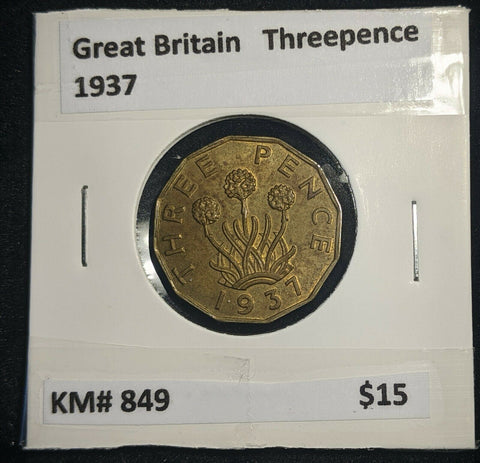 Great Britain Threepence
1937
THREE PENCE
1937
KM# 849 $15